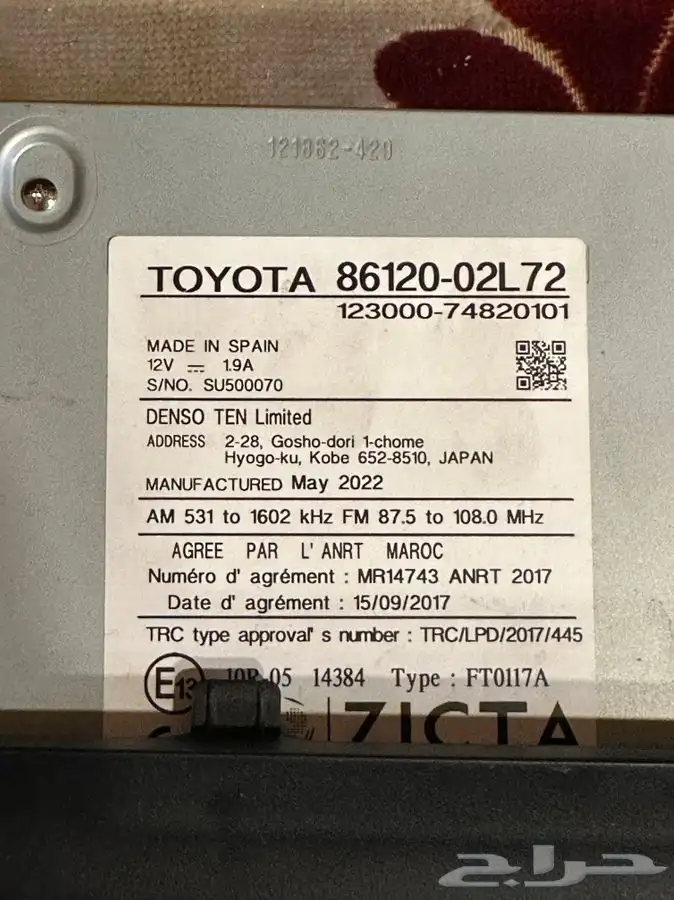 121062-420
TOYOTA 86120-02L72
123000-74820101
MADE IN SPAIN
12V ⎓ 1.9A
S/NO. SU500070
DENSO TEN Limited
ADDRESS 2-28, Gosho-dori 1-chome
Hyogo-ku, Kobe 652-8510, JAPAN
MANUFACTURED May 2022
AM 531 to 1602 kHz FM 87.5 to 108.0 MHz
AGREE PAR L'ANRT MAROC
Numéro d'agrément : MR14743 ANRT 2017
Date d'agrément : 15/09/2017
TRC type approval's number : TRC/LPD/2017/445
E13 10R-05 14384 Type : FT0117A
ZICTA
حراج